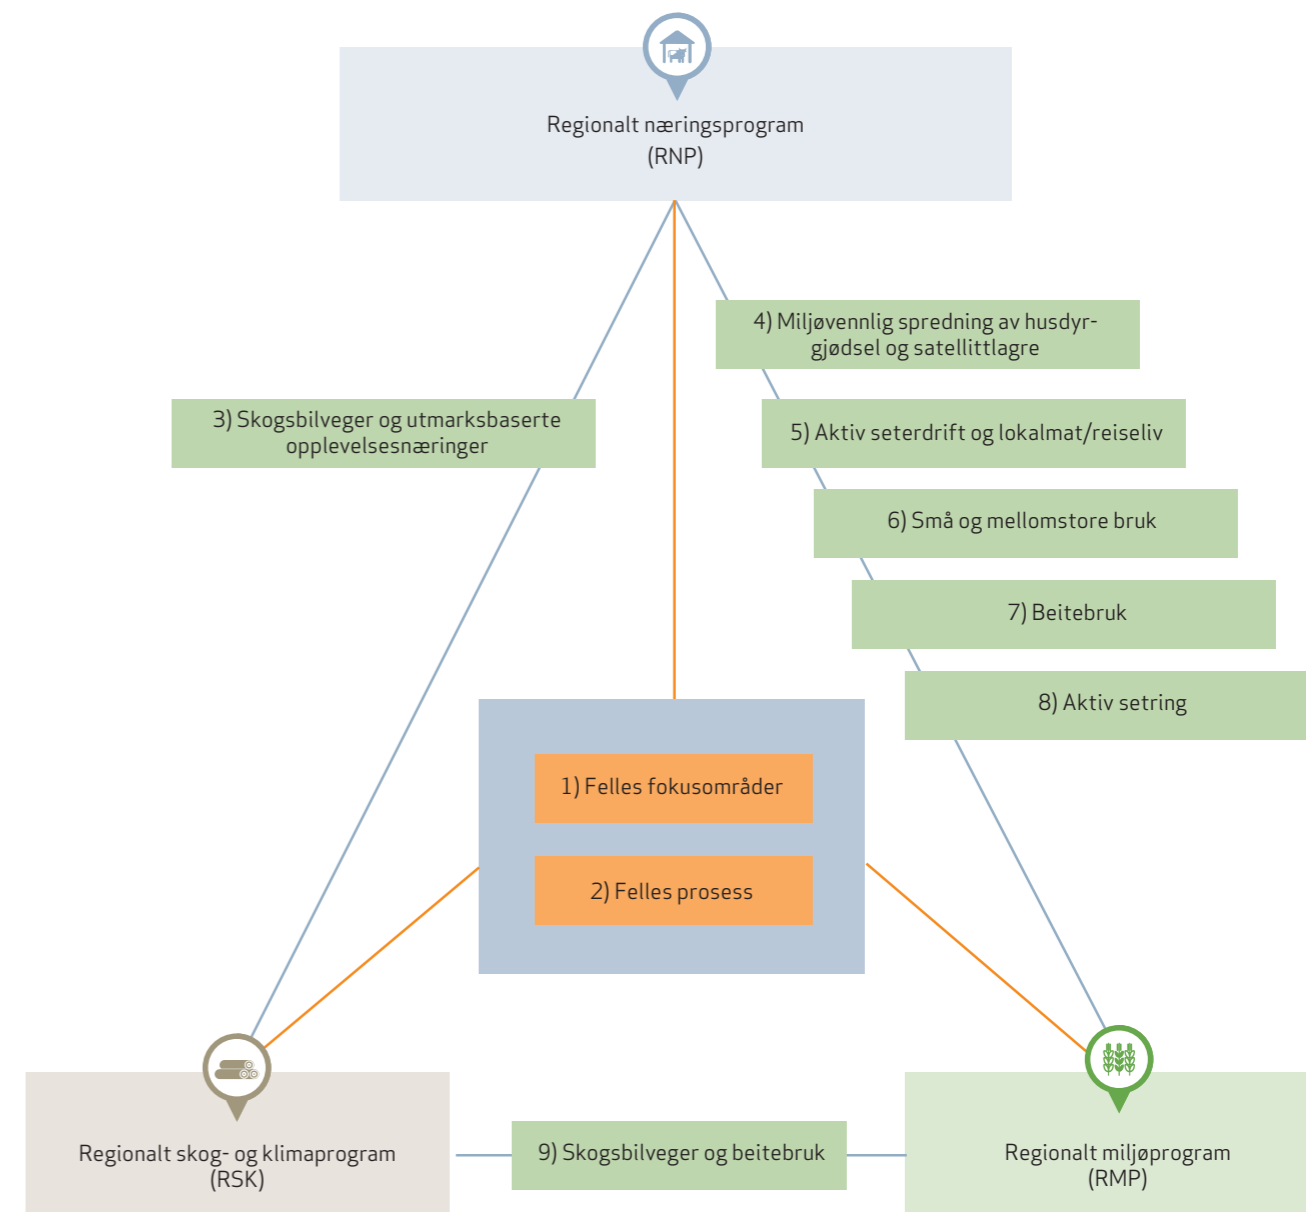 Regionalt næringsprogram
(RNP)
4) Miljøvennlig spredning av husdyr-
gjødsel og satellittlagre
3) Skogsbilveger og utmarksbaserte
opplevelsesnæringer
5) Aktiv seterdrift og lokalmat/reiseliv
6) Små og mellomstore bruk
7) Beitebruk
8) Aktiv setring
1) Felles fokusområder
2) Felles prosess
Regionalt skog- og klimaprogram
(RSK)
9) Skogsbilveger og beitebruk
Regionalt miljøprogram
(RMP)